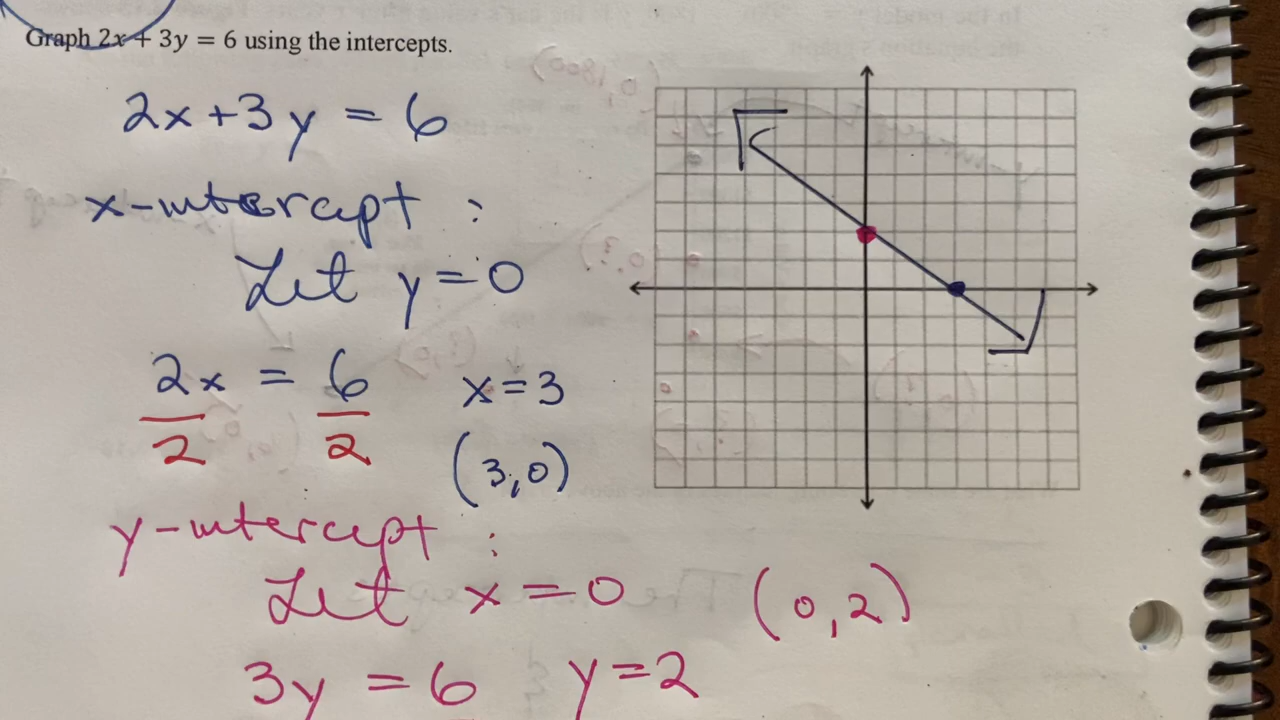 Graph 2x + 3y = 6 using the intercepts.
2x + 3y = 6
x-intercept :
Let y = 0
2x = 6 x = 3
2 2
(3,0)
y-intercept :
Let x = 0 (0,2)
3y = 6 y = 2